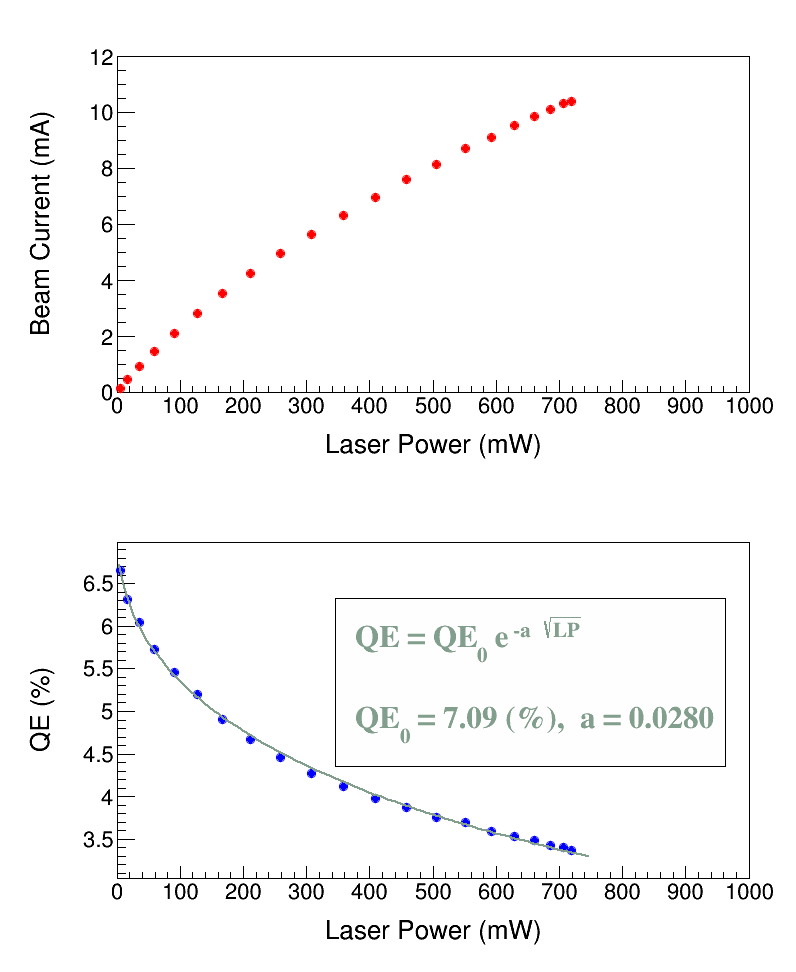 12
10
8
6
4
2
0
Beam Current (mA)
0 100 200 300 400 500 600 700 800 900 1000
Laser Power (mW)
6.5
6
5.5
5
4.5
4
3.5
QE (%)
QE = QE₀ e^-a √LP
QE₀ = 7.09 (%), a = 0.0280
0 100 200 300 400 500 600 700 800 900 1000
Laser Power (mW)